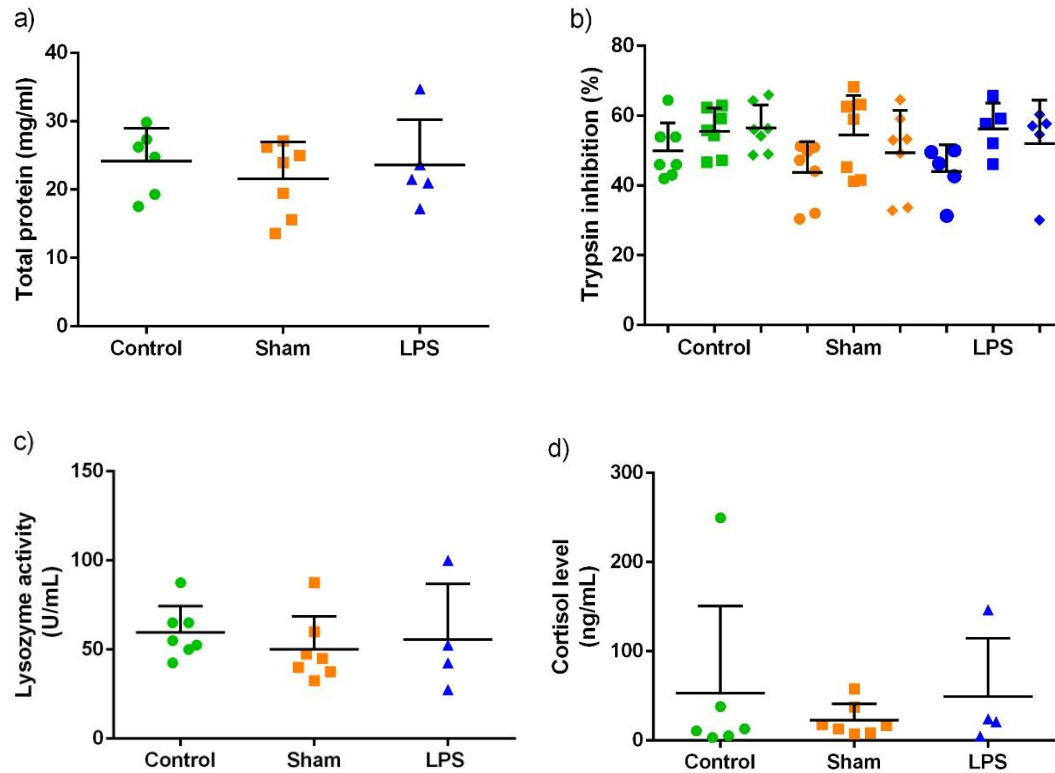 a)
Total protein (mg/ml)
40
30
20
10
0
Control Sham LPS
b)
Trypsin inhibition (%)
80
60
40
20
0
Control Sham LPS
c)
Lysozyme activity
(U/mL)
150
100
50
0
Control Sham LPS
d)
Cortisol level
(ng/mL)
300
200
100
0
Control Sham LPS